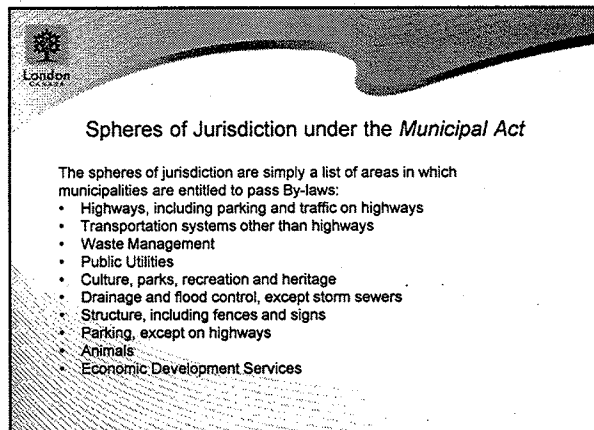 London
CANADA
Spheres of Jurisdiction under the Municipal Act
The spheres of jurisdiction are simply a list of areas in which
municipalities are entitled to pass By-laws:
• Highways, including parking and traffic on highways
• Transportation systems other than highways
• Waste Management
• Public Utilities
• Culture, parks, recreation and heritage
• Drainage and flood control, except storm sewers
• Structure, including fences and signs
• Parking, except on highways
• Animals
• Economic Development Services